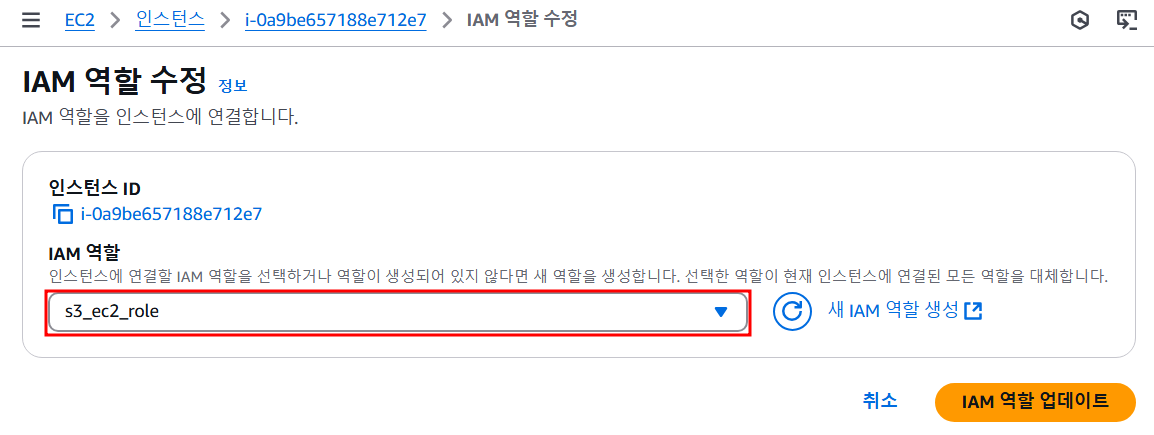 EC2 > 인스턴스 > i-0a9be657188e712e7 > IAM 역할 수정
IAM 역할 수정 정보
IAM 역할을 인스턴스에 연결합니다.
인스턴스 ID
i-0a9be657188e712e7
IAM 역할
인스턴스에 연결할 IAM 역할을 선택하거나 역할이 생성되어 있지 않다면 새 역할을 생성합니다. 선택한 역할이 현재 인스턴스에 연결된 모든 역할을 대체합니다.
s3_ec2_role 새 IAM 역할 생성
취소 IAM 역할 업데이트